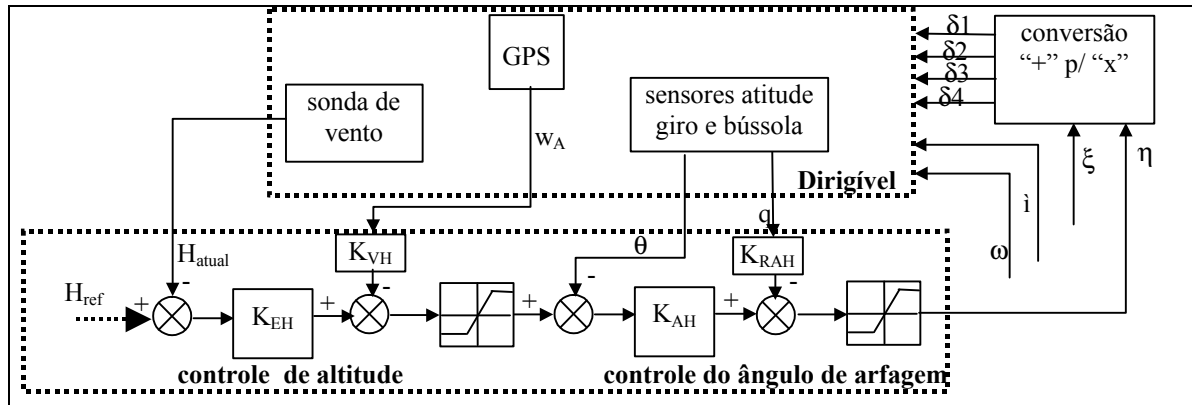 GPS
sonda de
vento
w_A
sensores atitude
giro e bússola
Dirigível
δ1
δ2
δ3
δ4
conversão
“+” p/ “x”
ξ
η
ì
ω
H_atual
-
H_ref
+
K_EH
+
K_VH
-
+
θ
-
K_AH
q
K_RAH
+
-
controle de altitude
controle do ângulo de arfagem